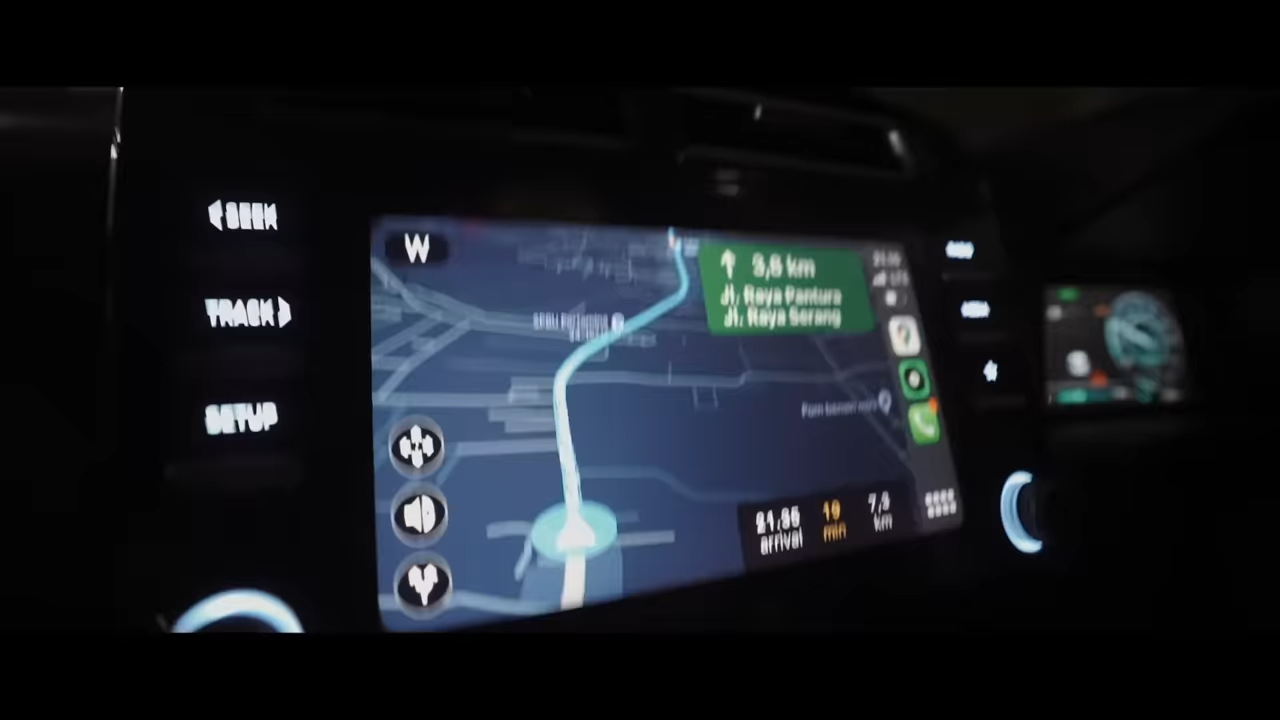 SEEK
TRACK
SETUP
W
3,6 km
Jl. Raya Pantura
Jl. Raya Serang
21.35
arrival
19
min
7,3
km